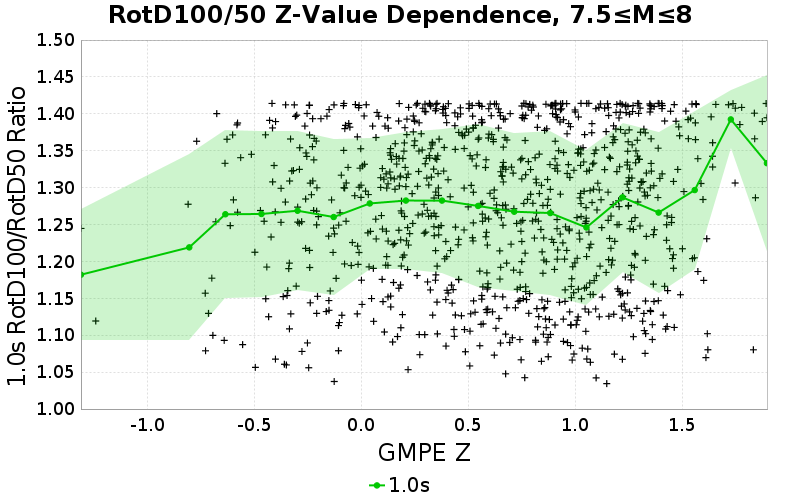 RotD100/50 Z-Value Dependence, 7.5≤M≤8
1.50
1.45
1.40
1.35
1.30
1.25
1.20
1.15
1.10
1.05
1.00
1.0s RotD100/RotD50 Ratio
-1.0 -0.5 0.0 0.5 1.0 1.5
GMPE Z
1.0s